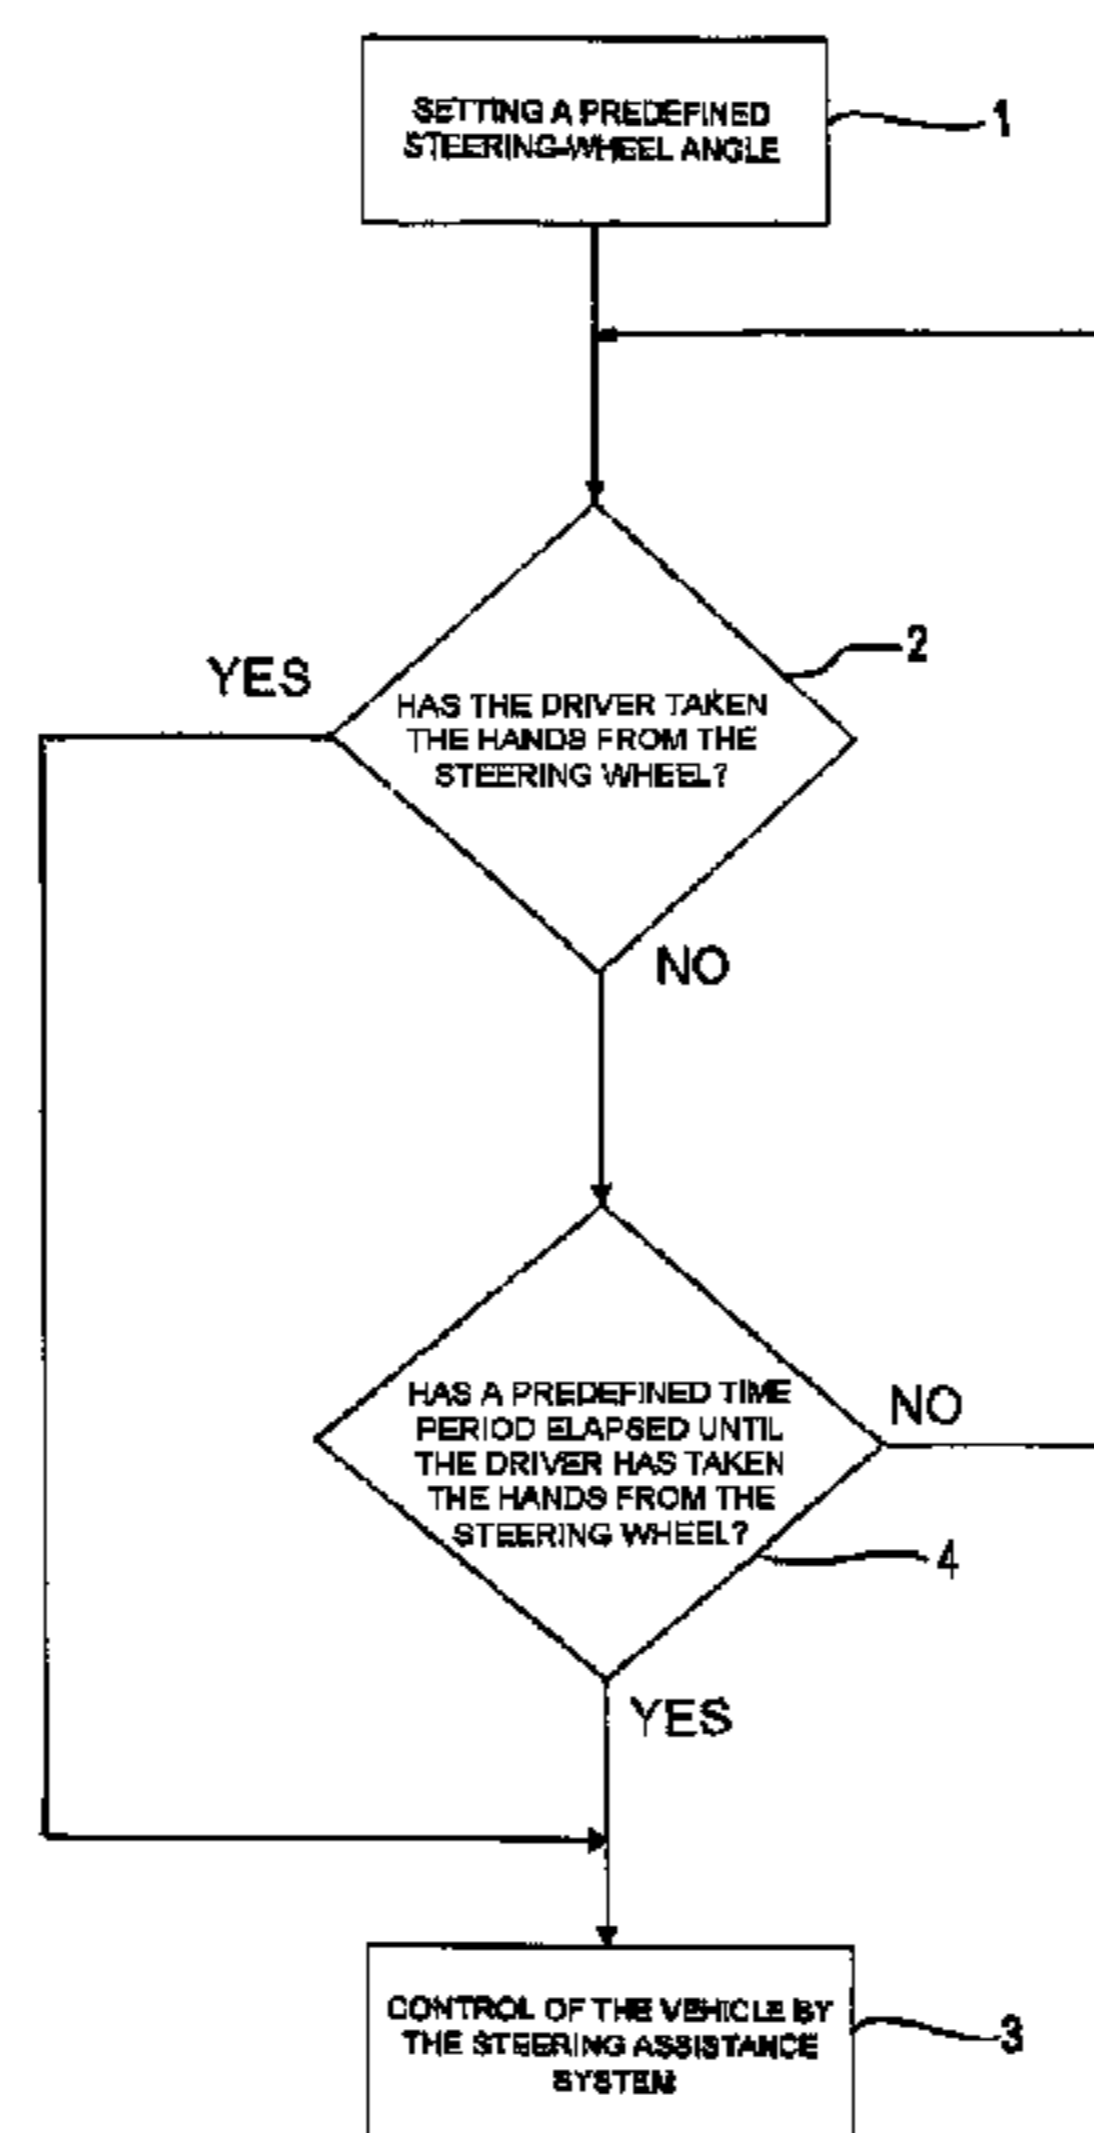 SETTING A PREDEFINED
STEERING-WHEEL ANGLE
1
2
YES
HAS THE DRIVER TAKEN
THE HANDS FROM THE
STEERING WHEEL?
NO
HAS A PREDEFINED TIME
PERIOD ELAPSED UNTIL
THE DRIVER HAS TAKEN
THE HANDS FROM THE
STEERING WHEEL?
NO
4
YES
CONTROL OF THE VEHICLE BY
THE STEERING ASSISTANCE
SYSTEM
3